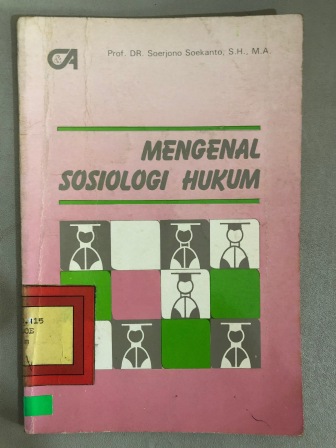 Prof. DR. Soerjono Soekanto, S.H., M.A.
MENGENAL
SOSIOLOGI HUKUM